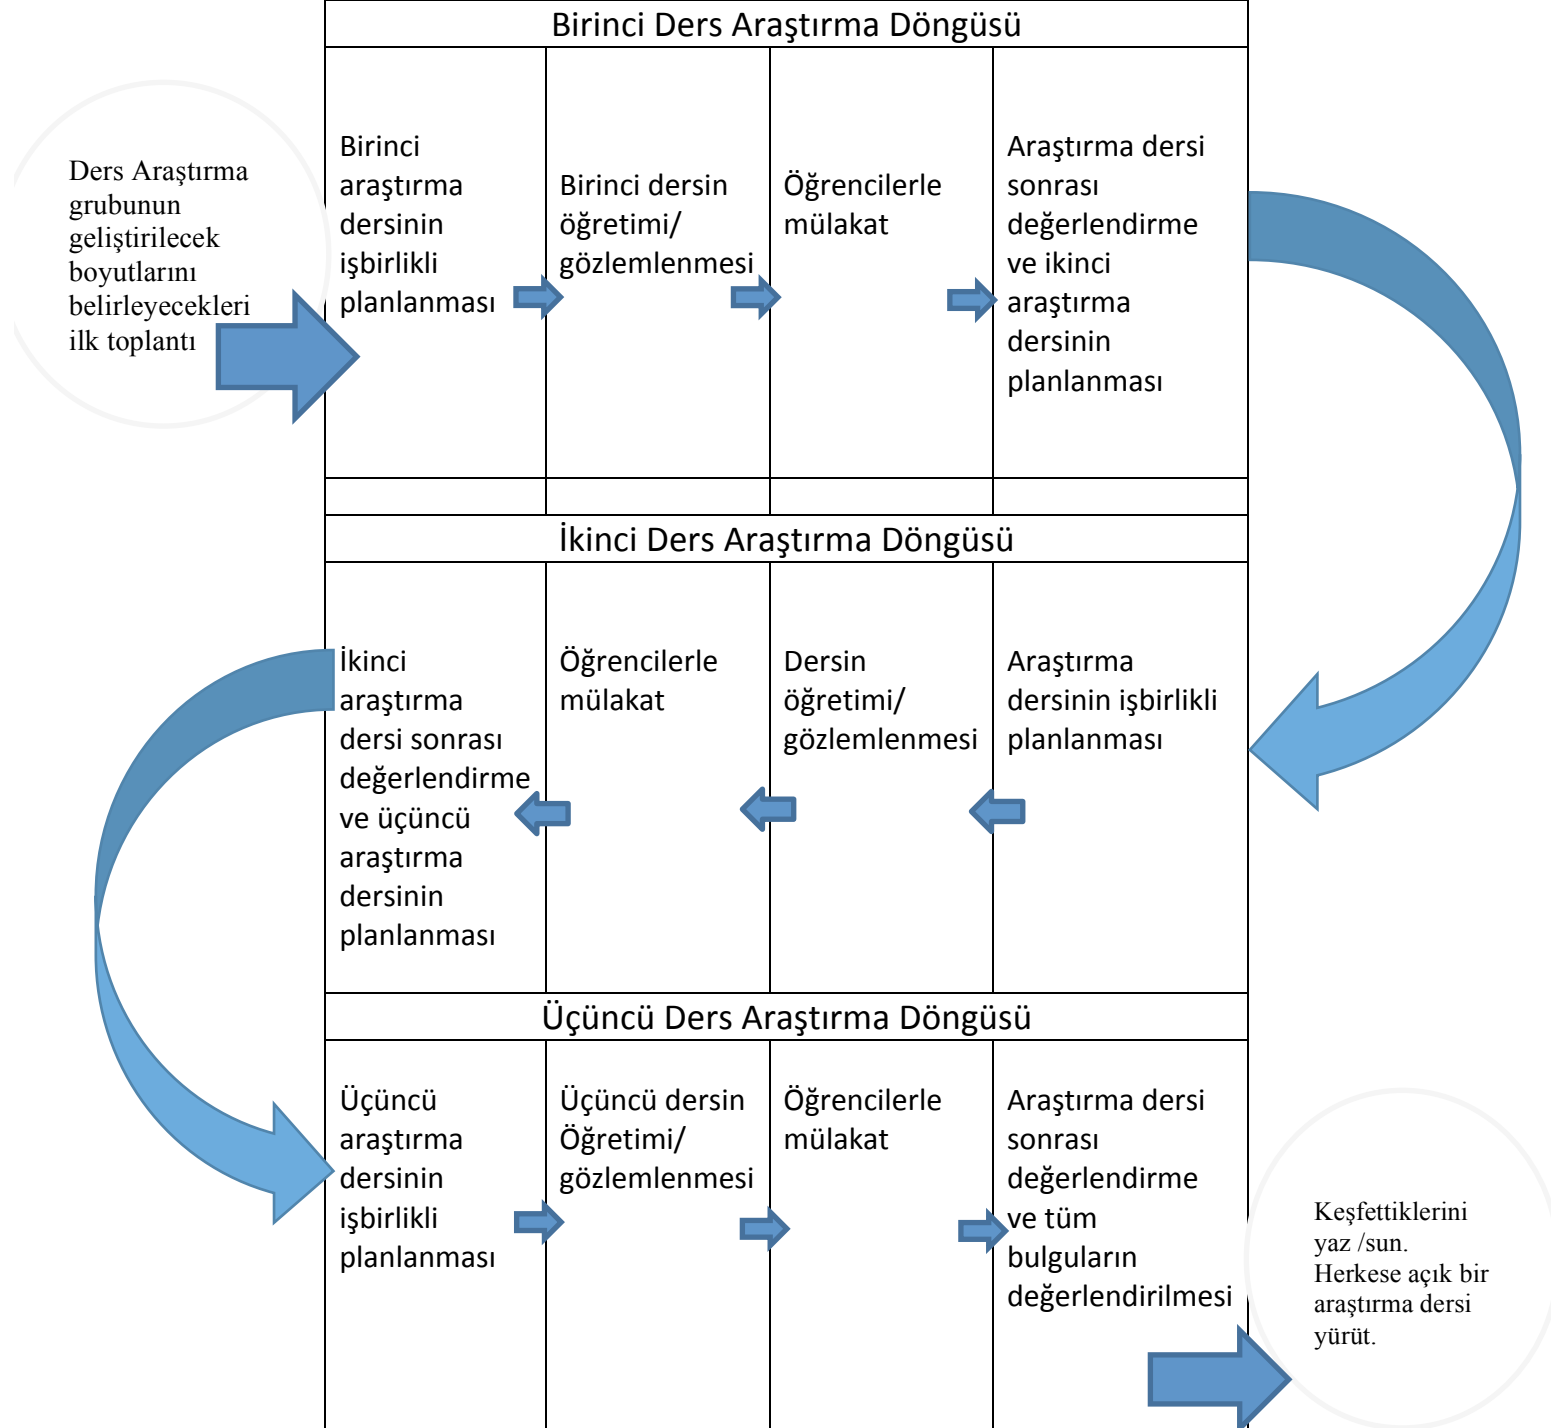 Birinci Ders Araştırma Döngüsü
Ders Araştırma
grubunun
geliştirilecek
boyutlarını
belirleyecekleri
ilk toplantı
Birinci
araştırma
dersinin
işbirlikli
planlanması
Birinci dersin
öğretimi/
gözlemlenmesi
Öğrencilerle
mülakat
Araştırma dersi
sonrası
değerlendirme
ve ikinci
araştırma
dersinin
planlanması
İkinci Ders Araştırma Döngüsü
İkinci
araştırma
dersi sonrası
değerlendirme
ve üçüncü
araştırma
dersinin
planlanması
Öğrencilerle
mülakat
Dersin
öğretimi/
gözlemlenmesi
Araştırma
dersinin işbirlikli
planlanması
Üçüncü Ders Araştırma Döngüsü
Üçüncü
araştırma
dersinin
işbirlikli
planlanması
Üçüncü dersin
Öğretimi/
gözlemlenmesi
Öğrencilerle
mülakat
Araştırma dersi
sonrası
değerlendirme
ve tüm
bulguların
değerlendirilmesi
Keşfettiklerini
yaz /sun.
Herkese açık bir
araştırma dersi
yürüt.